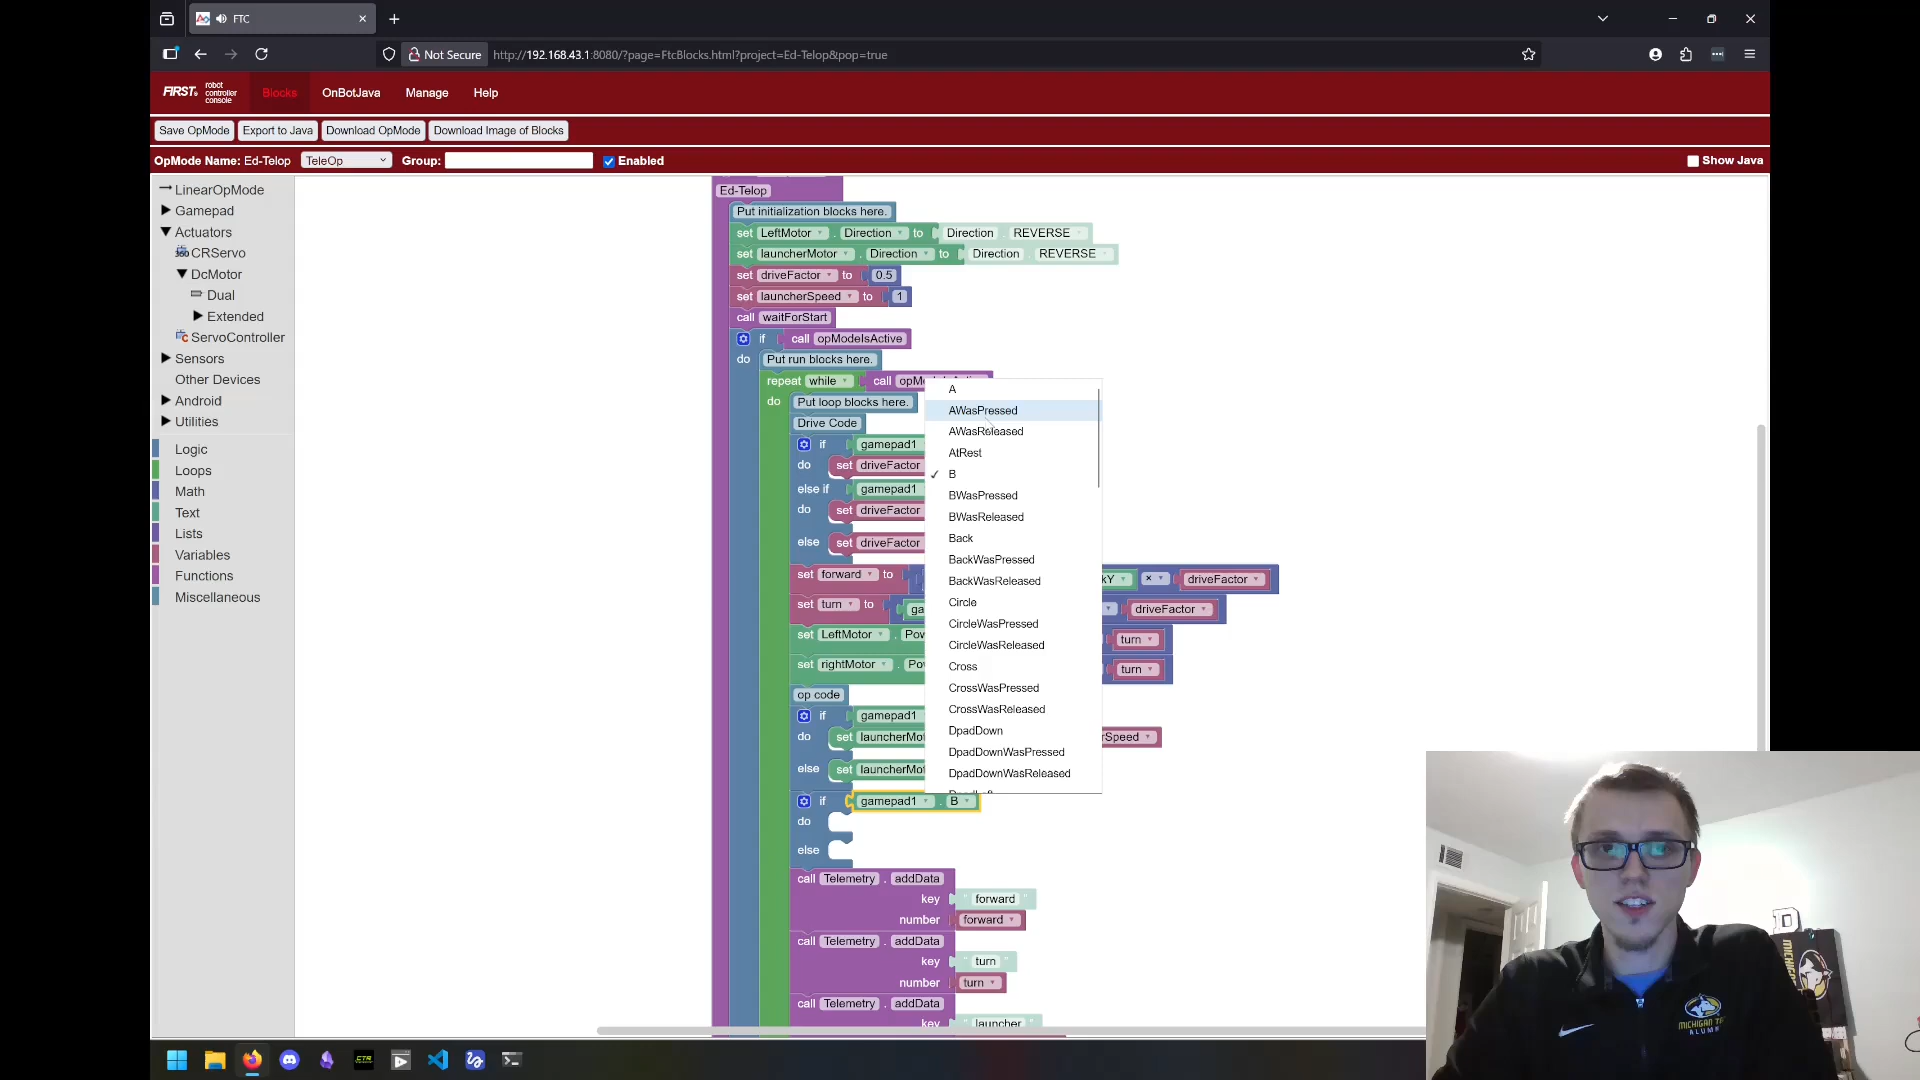 FTC
Not Secure
http://192.168.43.1:8080/?page=FtcBlocks.html?project=Ed-Telop&pop=true
FIRST. robot controller console
Blocks
OnBotJava
Manage
Help
Save OpMode
Export to Java
Download OpMode
Download Image of Blocks
OpMode Name: Ed-Telop
TeleOp
Group:
Enabled
Show Java
LinearOpMode
Gamepad
Actuators
CRServo
DcMotor
Dual
Extended
ServoController
Sensors
Other Devices
Android
Utilities
Logic
Loops
Math
Text
Lists
Variables
Functions
Miscellaneous
Ed-Telop
Put initialization blocks here.
set LeftMotor . Direction to Direction . REVERSE
set launcherMotor . Direction to Direction . REVERSE
set driveFactor to 0.5
set launcherSpeed to 1
call waitForStart
if call opModeIsActive
do Put run blocks here.
repeat while call
do Put loop blocks here.
Drive Code
if gamepad1
do set driveFactor
else if gamepad1
do set driveFactor
else set driveFactor
set forward to
× driveFactor
set turn to
driveFactor
set LeftMotor .
turn
set rightMotor .
turn
op code
if gamepad1
do set
else set
if gamepad1 . B
do
else
call Telemetry . addData
key " forward "
number forward
call Telemetry . addData
key " turn "
number turn
call Telemetry . addData
key launcher
A
AWasPressed
AWasReleased
AtRest
✓ B
BWasPressed
BWasReleased
Back
BackWasPressed
BackWasReleased
Circle
CircleWasPressed
CircleWasReleased
Cross
CrossWasPressed
CrossWasReleased
DpadDown
DpadDownWasPressed
DpadDownWasReleased
CTR
MICHIGAN
ALUMNI